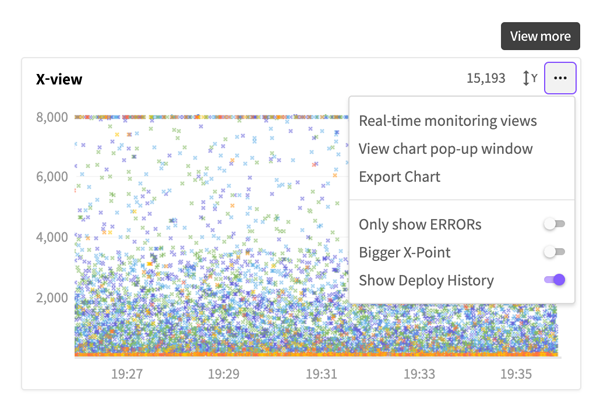 View more
X-view
15,193
Y
Real-time monitoring views
View chart pop-up window
Export Chart
Only show ERRORs
Bigger X-Point
Show Deploy History
8,000
6,000
4,000
2,000
19:27 19:29 19:31 19:33 19:35